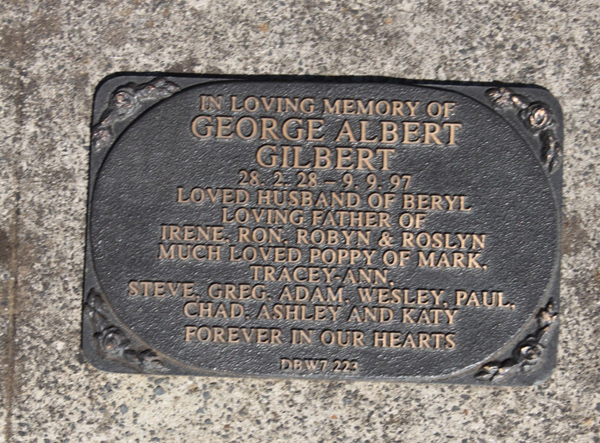 IN LOVING MEMORY OF
GEORGE ALBERT
GILBERT
28. 2. 28 – 9. 9. 97
LOVED HUSBAND OF BERYL
LOVING FATHER OF
IRENE, RON, ROBYN & ROSLYN
MUCH LOVED POPPY OF MARK,
TRACEY-ANN,
STEVE, GREG, ADAM, WESLEY, PAUL,
CHAD, ASHLEY AND KATY
FOREVER IN OUR HEARTS
DBW7 223